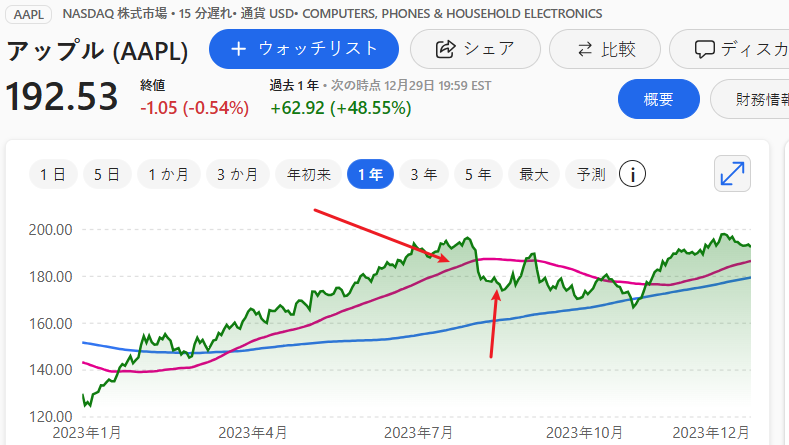 AAPL NASDAQ 株式市場 • 15 分遅れ • 通貨 USD • COMPUTERS, PHONES & HOUSEHOLD ELECTRONICS
アップル (AAPL) + ウォッチリスト シェア 比較 ディスカ
192.53 終値 過去 1 年 • 次の時点 12月29日 19:59 EST
-1.05 (-0.54%) +62.92 (+48.55%) 概要 財務情報
1 日 5 日 1 か月 3 か月 年初来 1 年 3 年 5 年 最大 予測 i
200.00
180.00
160.00
140.00
120.00
2023年1月 2023年4月 2023年7月 2023年10月 2023年12月